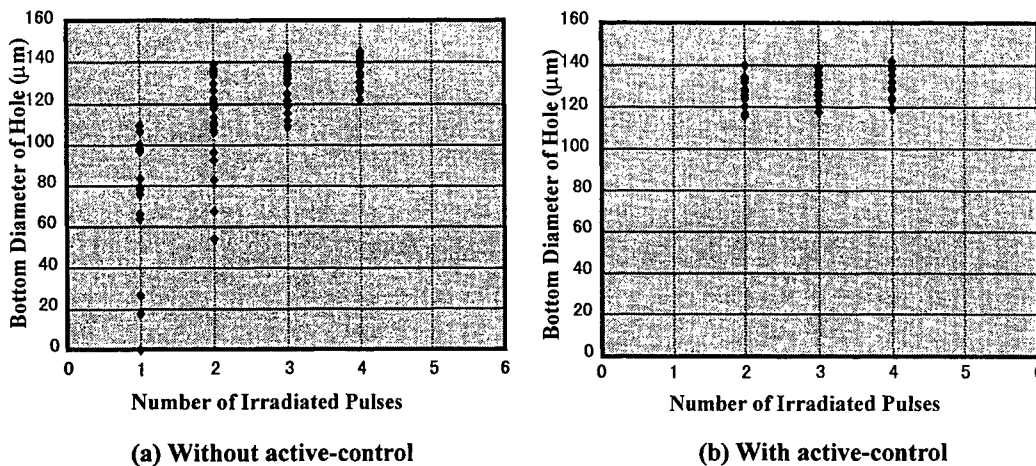 160
140
120
100
80
60
40
20
0
Bottom Diameter of Hole (μm)
0 1 2 3 4 5 6
Number of Irradiated Pulses
(a) Without active-control
160
140
120
100
80
60
40
20
0
Bottom Diameter of Hole (μm)
0 1 2 3 4 5 6
Number of Irradiated Pulses
(b) With active-control